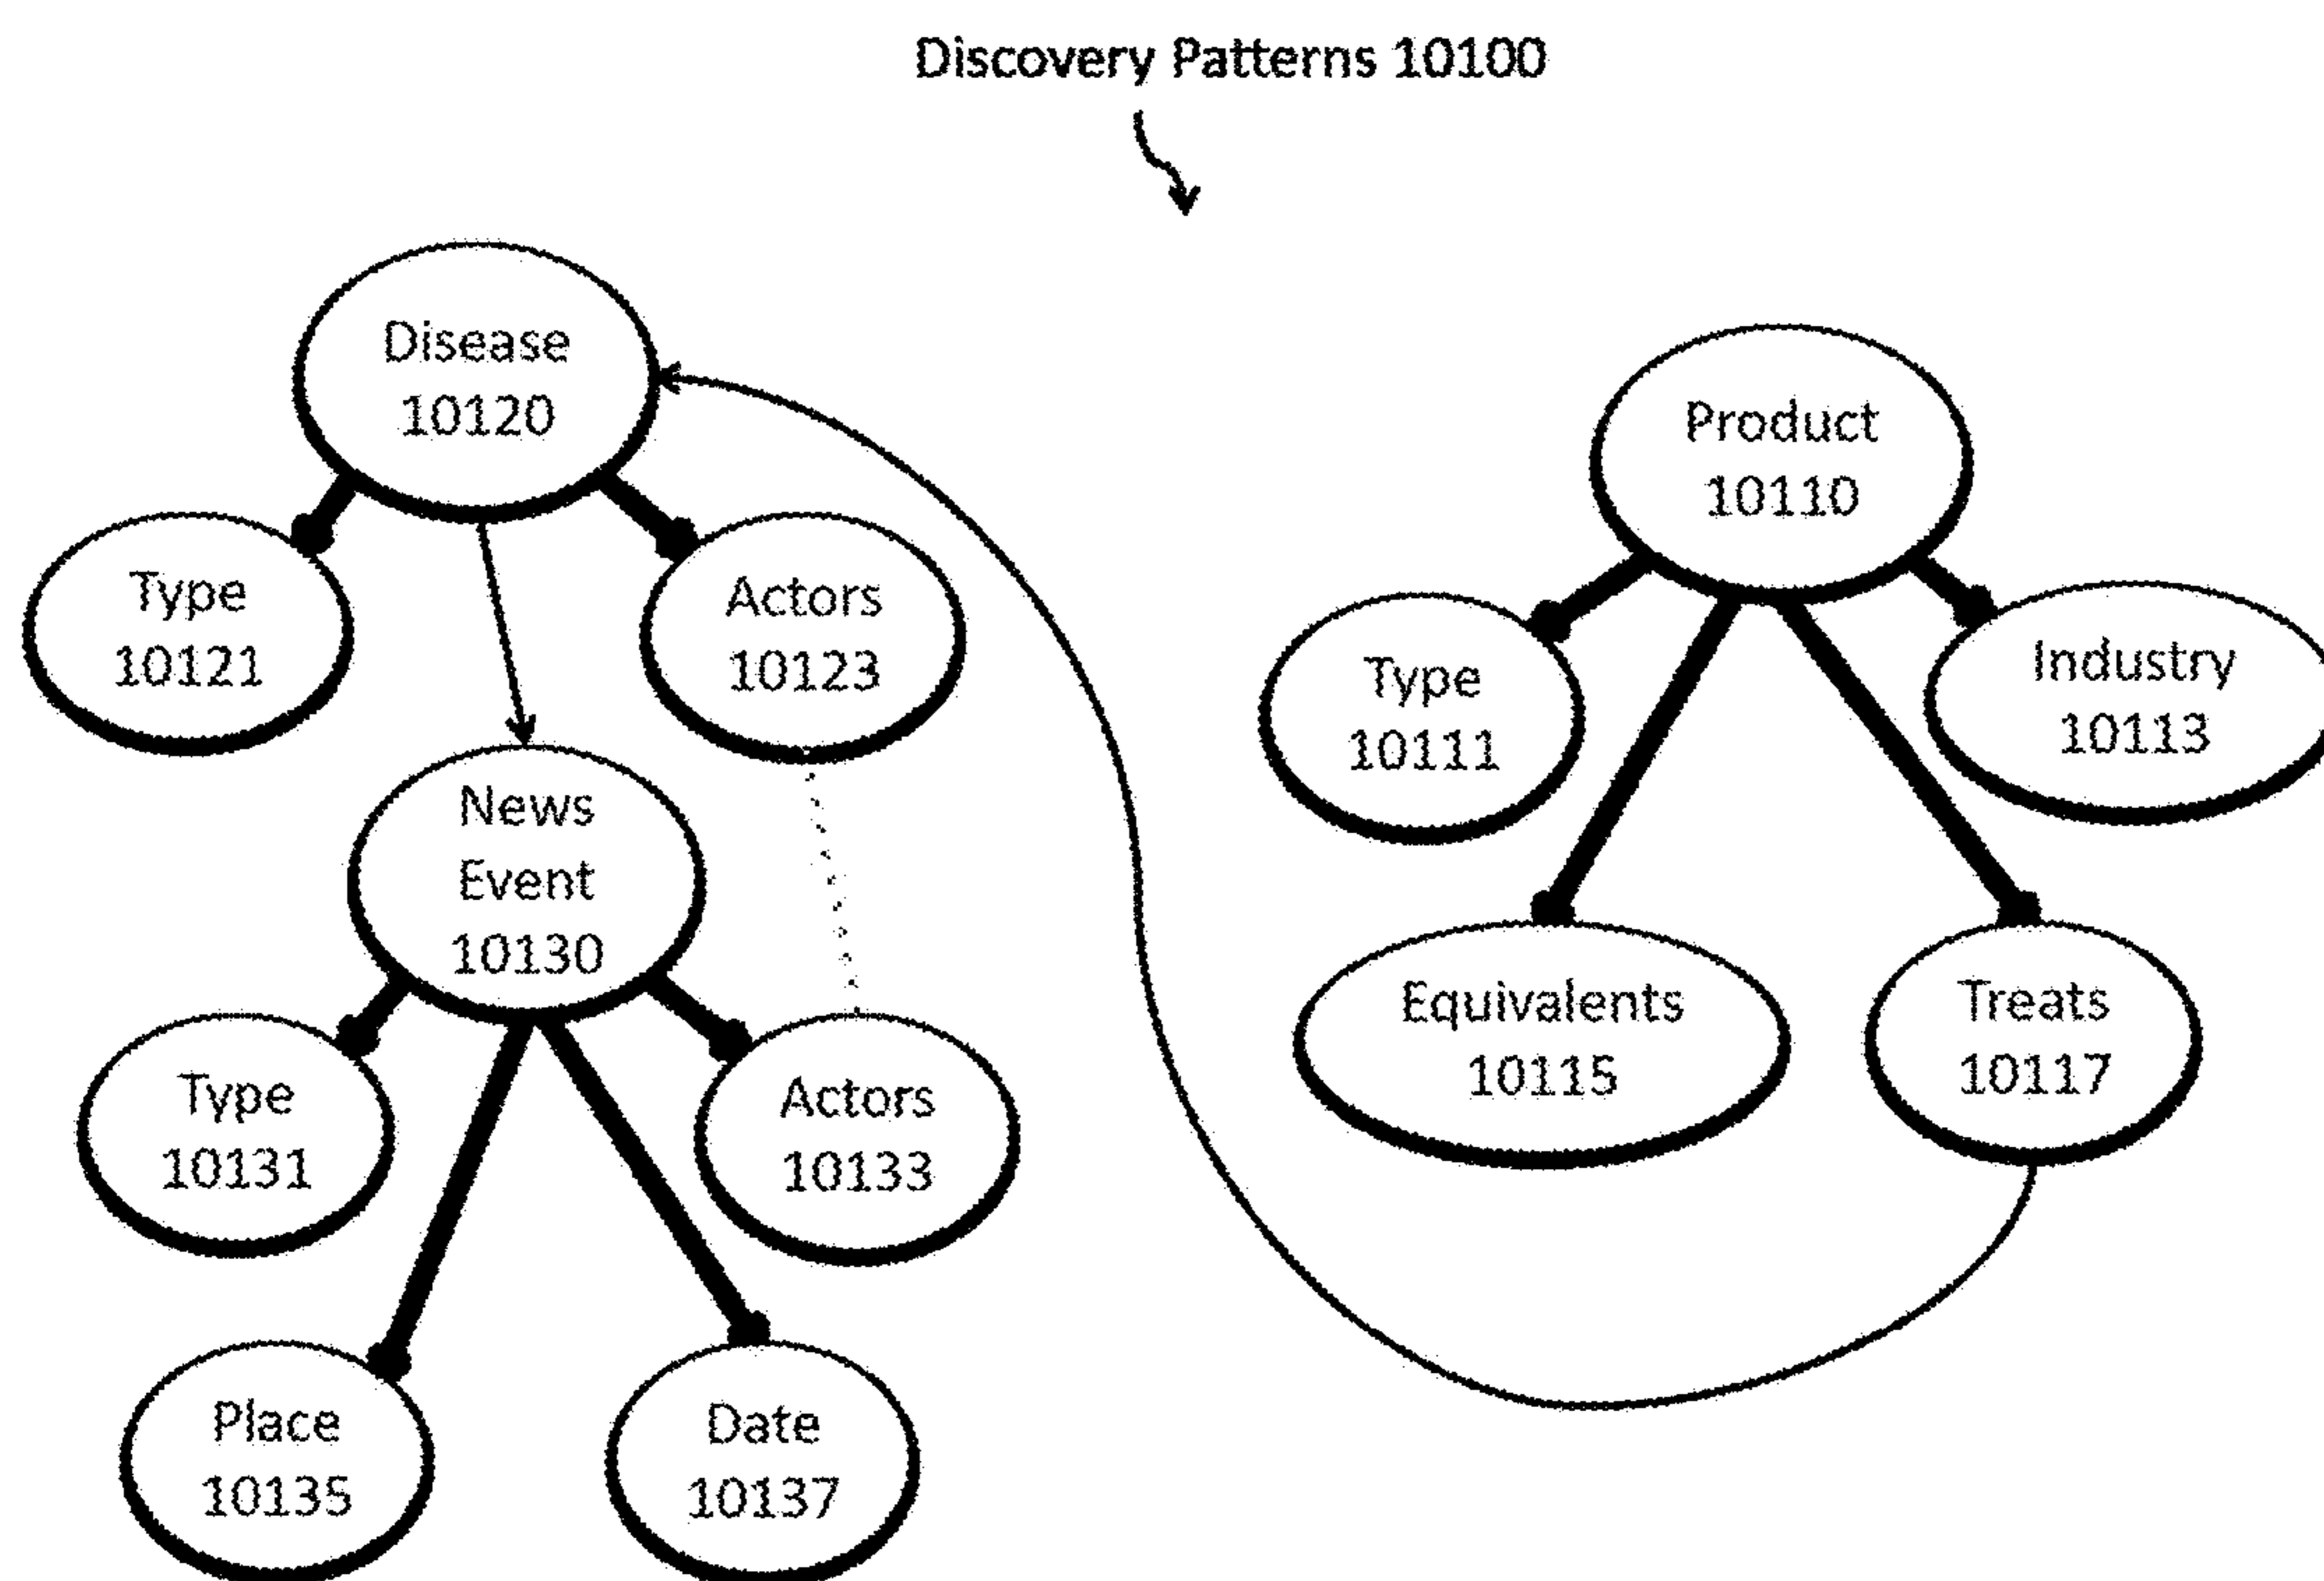 Discovery Patterns 10100
Disease
10120
Product
10110
Type
10121
Actors
10123
Type
10111
Industry
10113
News
Event
10130
Equivalents
10115
Treats
10117
Type
10131
Actors
10133
Place
10135
Date
10137